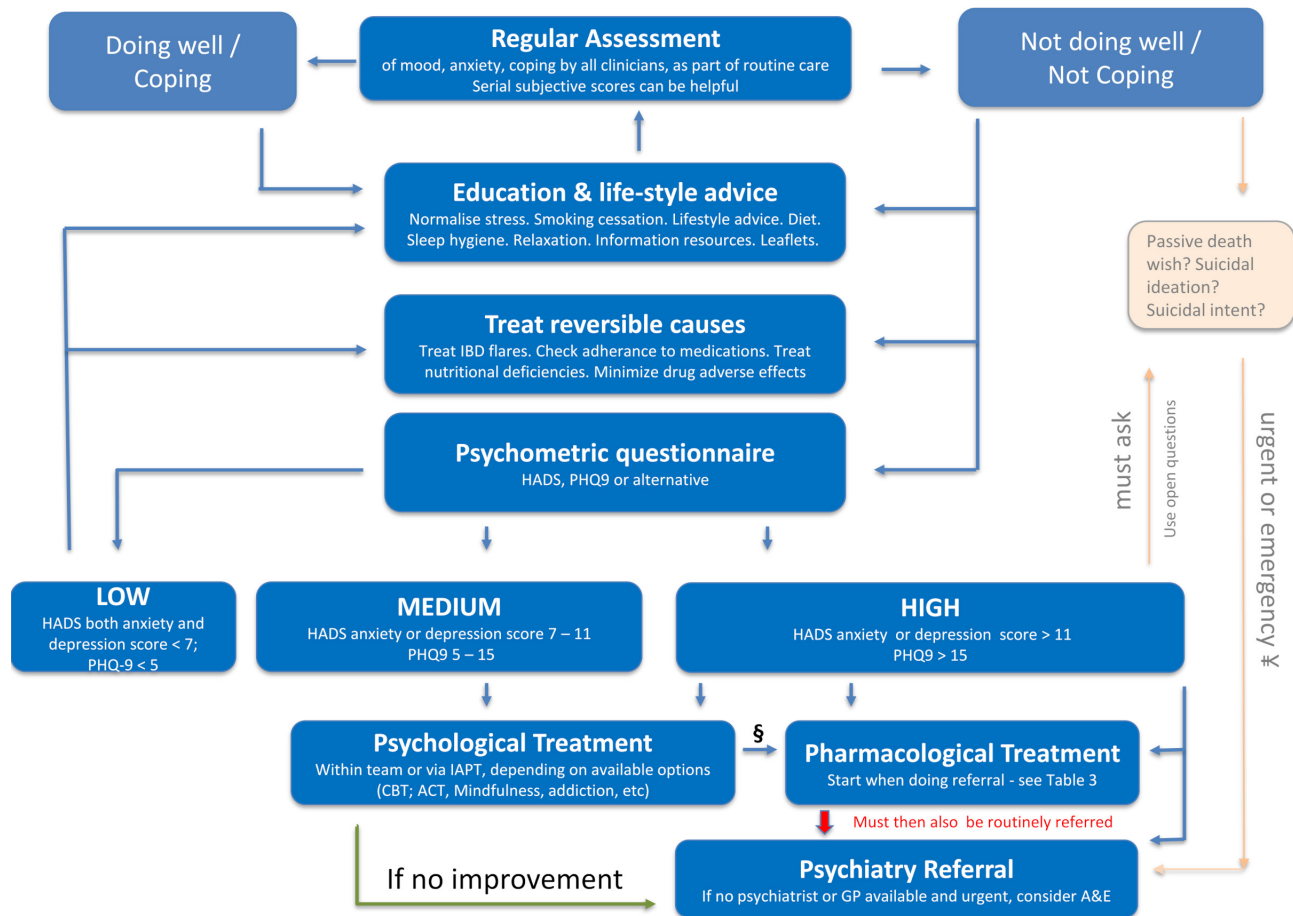 Doing well /
Coping
Regular Assessment
of mood, anxiety, coping by all clinicians, as part of routine care
Serial subjective scores can be helpful
Not doing well /
Not Coping
Education & life-style advice
Normalise stress. Smoking cessation. Lifestyle advice. Diet.
Sleep hygiene. Relaxation. Information resources. Leaflets.
Passive death
wish? Suicidal
ideation?
Suicidal intent?
Treat reversible causes
Treat IBD flares. Check adherance to medications. Treat
nutritional deficiencies. Minimize drug adverse effects
Psychometric questionnaire
HADS, PHQ9 or alternative
must ask
Use open questions
urgent or emergency ¥
LOW
HADS both anxiety and
depression score < 7;
PHQ-9 < 5
MEDIUM
HADS anxiety or depression score 7 – 11
PHQ9 5 – 15
HIGH
HADS anxiety or depression score > 11
PHQ9 > 15
Psychological Treatment
Within team or via IAPT, depending on available options
(CBT; ACT, Mindfulness, addiction, etc)
§
Pharmacological Treatment
Start when doing referral - see Table 3
Must then also be routinely referred
If no improvement
Psychiatry Referral
If no psychiatrist or GP available and urgent, consider A&E